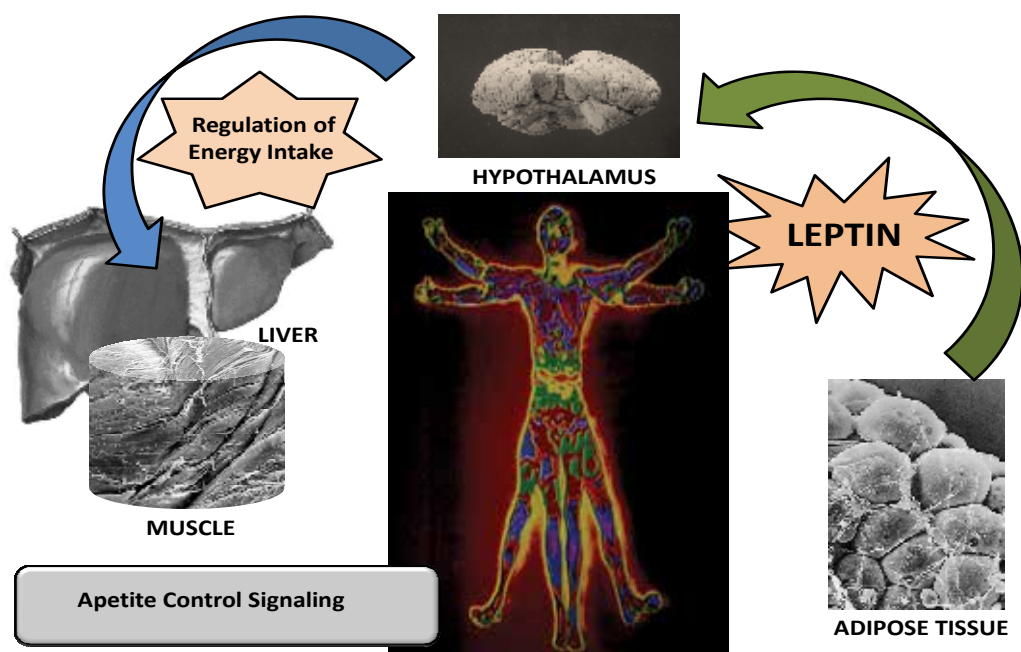 Regulation of
Energy Intake
HYPOTHALAMUS
LEPTIN
LIVER
MUSCLE
Apetite Control Signaling
ADIPOSE TISSUE